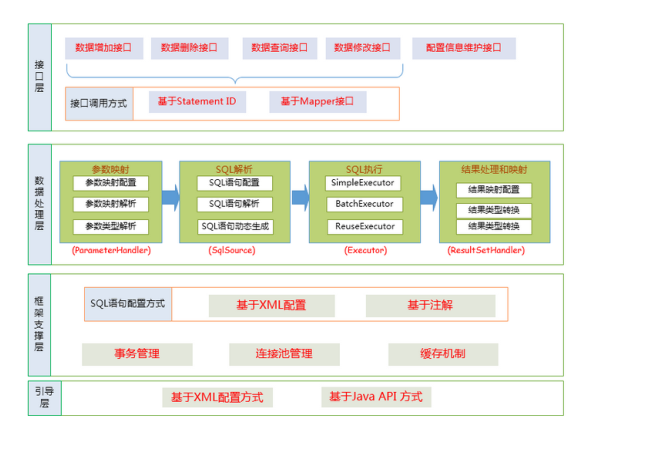 接口层
数据增加接口
数据删除接口
数据查询接口
数据修改接口
配置信息维护接口
接口调用方式
基于Statement ID
基于Mapper接口
数据处理层
参数映射
参数映射配置
参数映射解析
参数类型解析
(ParameterHandler)
SQL解析
SQL语句配置
SQL语句解析
SQL语句动态生成
(SqlSource)
SQL执行
SimpleExecutor
BatchExecutor
ReuseExecutor
(Executor)
结果处理和映射
结果映射配置
结果类型转换
结果类型转换
(ResultSetHandler)
框架支撑层
SQL语句配置方式
基于XML配置
基于注解
事务管理
连接池管理
缓存机制
引导层
基于XML配置方式
基于Java API 方式